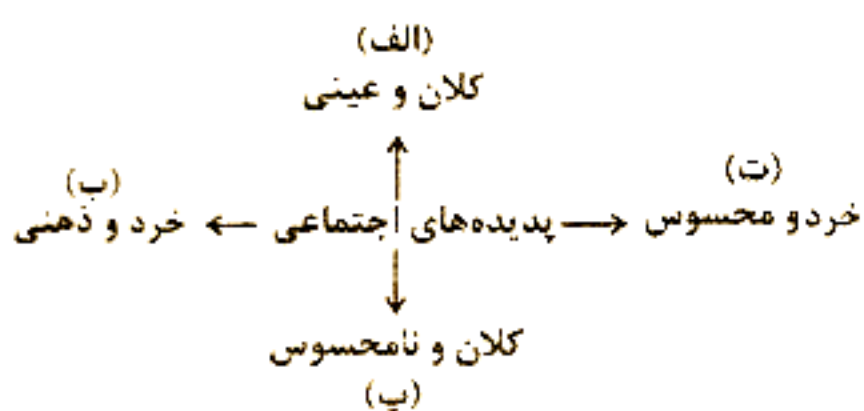 (الف)
کلان و عینی
(ت)
خرد و محسوس
پدیده‌های اجتماعی
(ب)
خرد و ذهنی
کلان و نامحسوس
(پ)